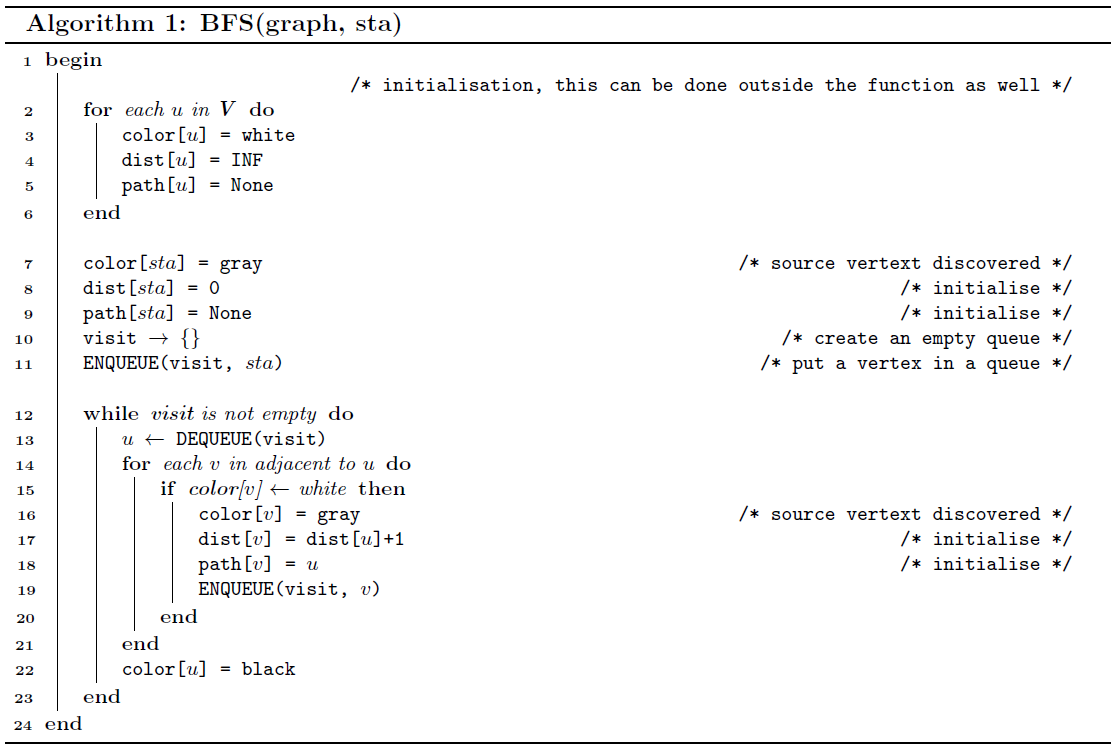 Algorithm 1: BFS(graph, sta)
1 begin
/* initialisation, this can be done outside the function as well */
2 for each u in V do
3 color[u] = white
4 dist[u] = INF
5 path[u] = None
6 end
7 color[sta] = gray /* source vertext discovered */
8 dist[sta] = 0 /* initialise */
9 path[sta] = None /* initialise */
10 visit → {} /* create an empty queue */
11 ENQUEUE(visit, sta) /* put a vertex in a queue */
12 while visit is not empty do
13 u ← DEQUEUE(visit)
14 for each v in adjacent to u do
15 if color[v] ← white then
16 color[v] = gray /* source vertext discovered */
17 dist[v] = dist[u]+1 /* initialise */
18 path[v] = u /* initialise */
19 ENQUEUE(visit, v)
20 end
21 end
22 color[u] = black
23 end
24 end